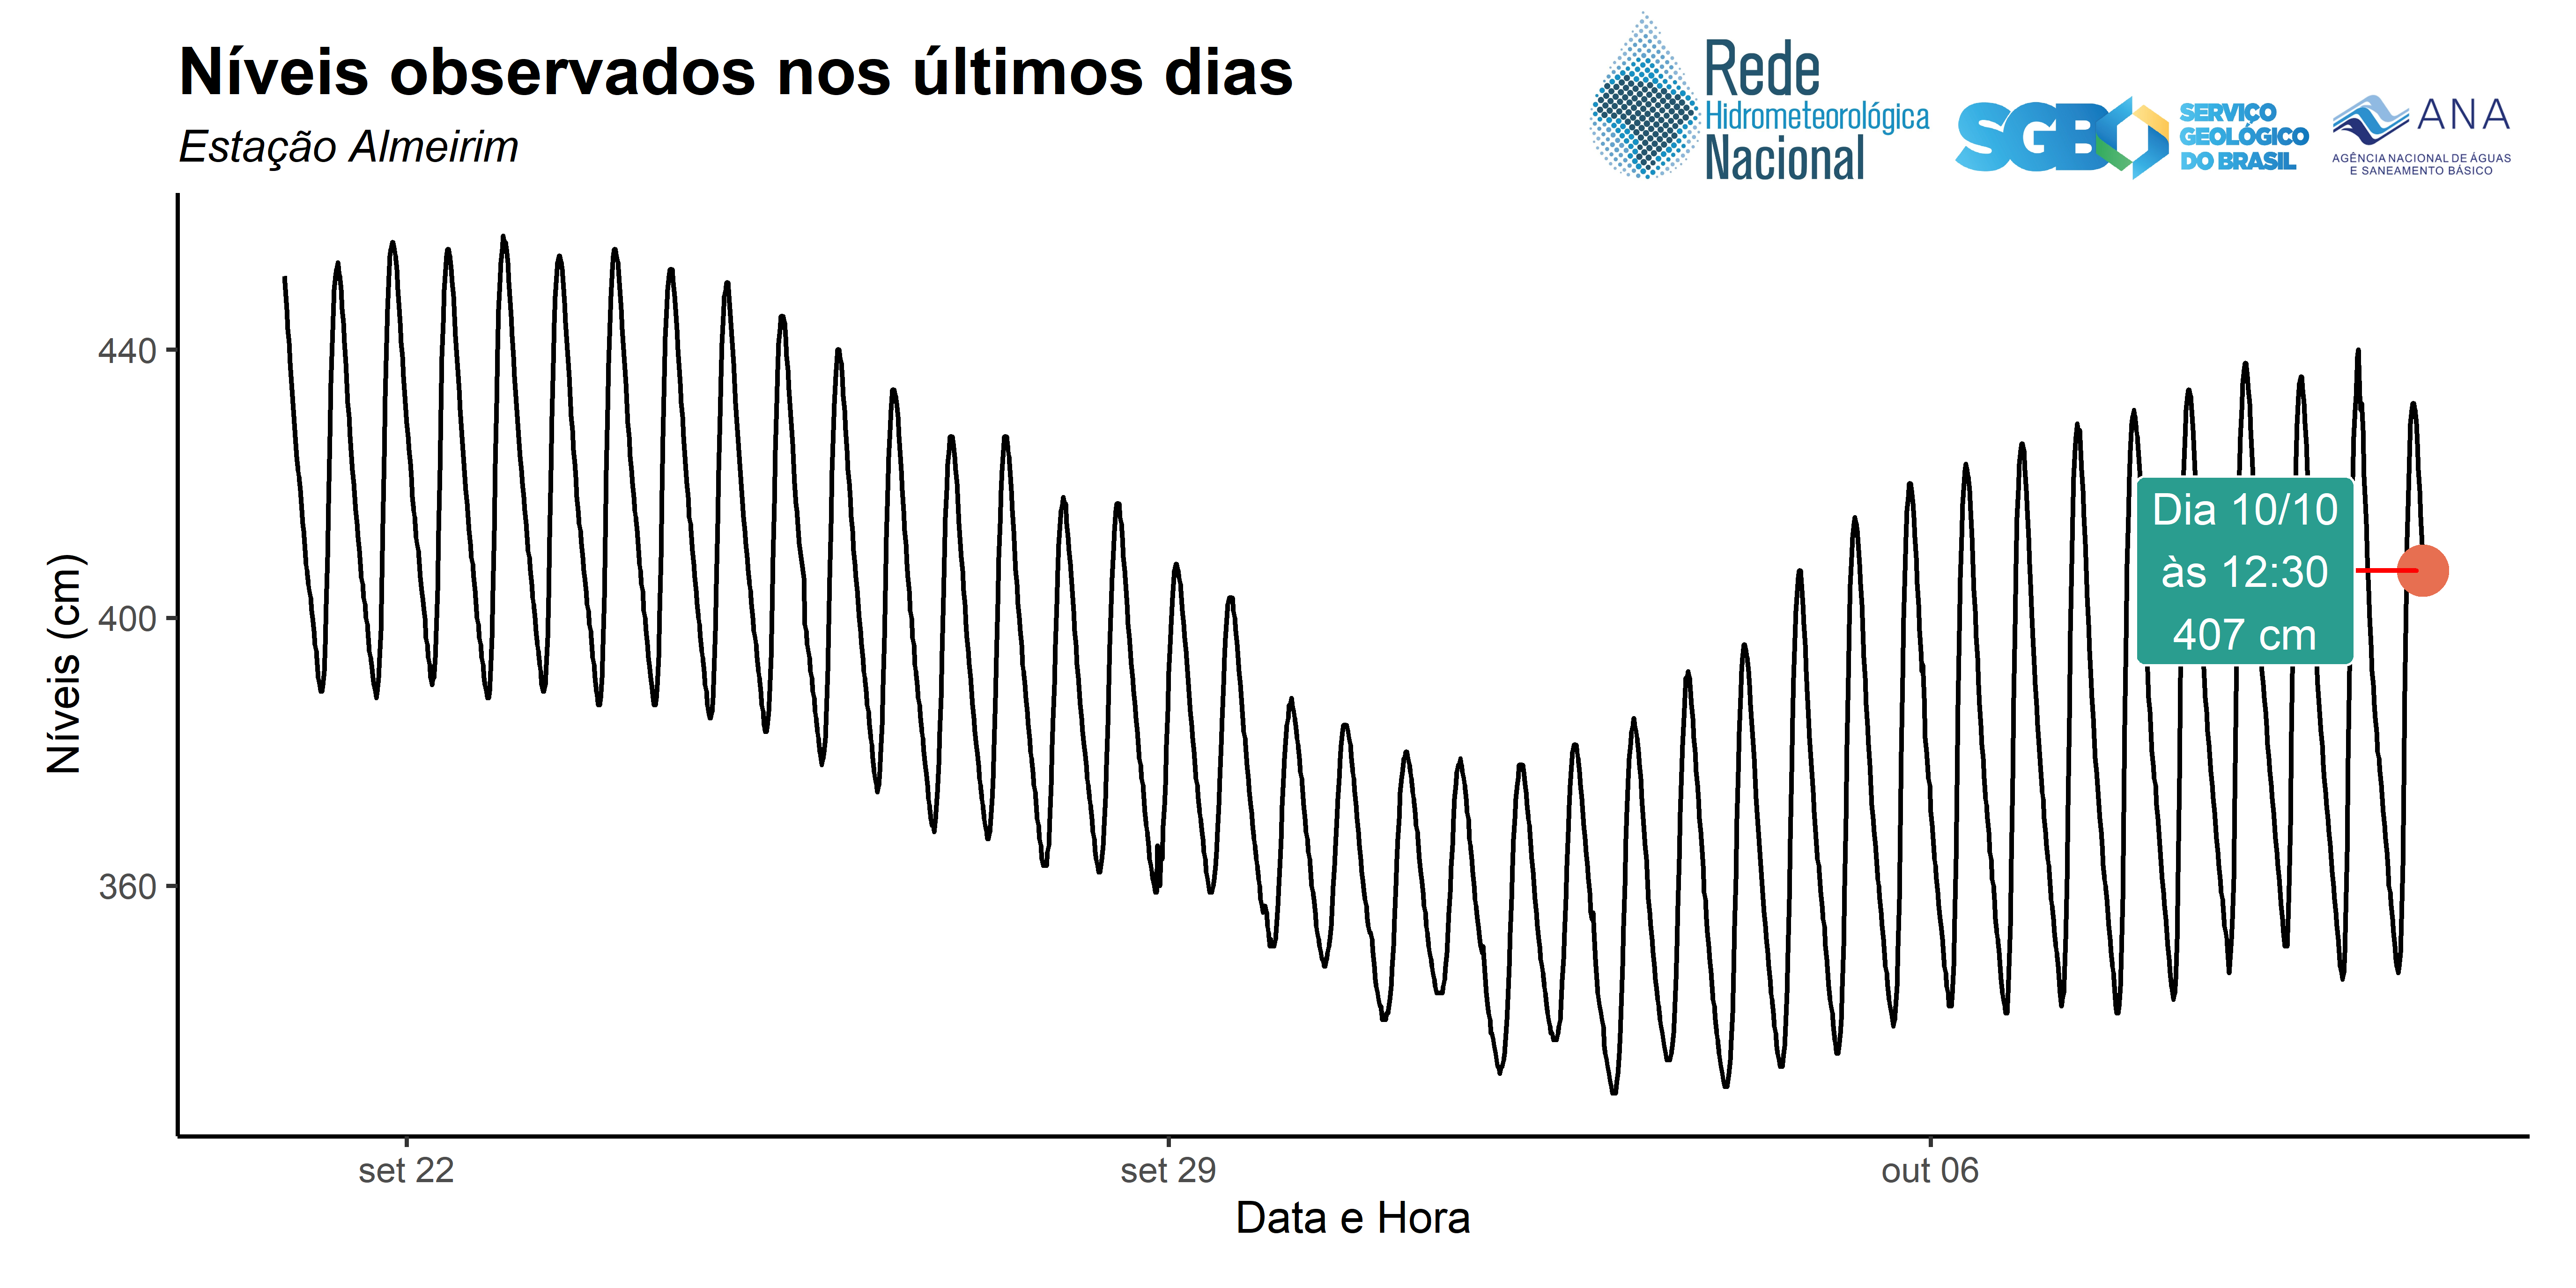 Níveis observados nos últimos dias
Estação Almeirim
Rede
Hidrometeorológica
Nacional
SGB
SERVIÇO
GEOLÓGICO
DO BRASIL
ANA
AGÊNCIA NACIONAL DE ÁGUAS
E SANEAMENTO BÁSICO
Níveis (cm)
440
400
360
Dia 10/10
às 12:30
407 cm
set 22
set 29
out 06
Data e Hora